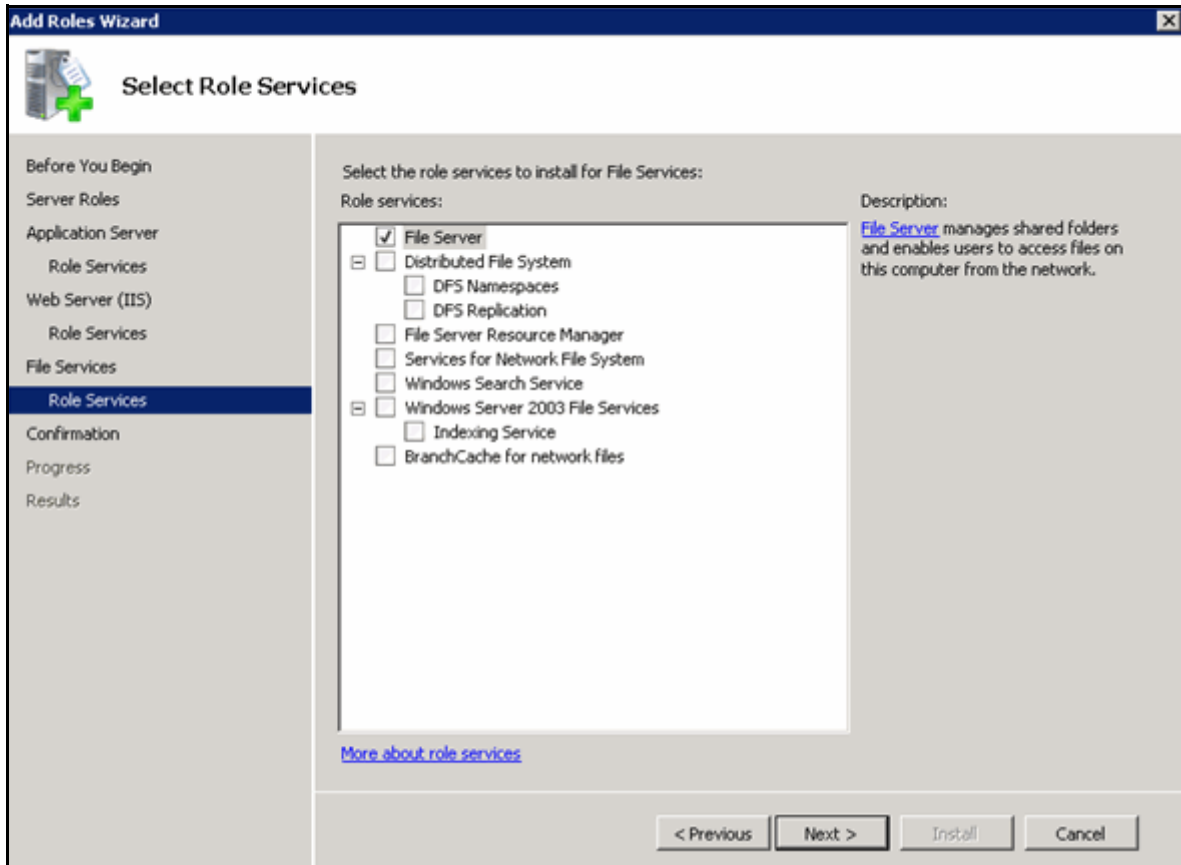 Add Roles Wizard
Select Role Services
Before You Begin
Server Roles
Application Server
Role Services
Web Server (IIS)
Role Services
File Services
Role Services
Confirmation
Progress
Results
Select the role services to install for File Services:
Role services:
File Server
Distributed File System
DFS Namespaces
DFS Replication
File Server Resource Manager
Services for Network File System
Windows Search Service
Windows Server 2003 File Services
Indexing Service
BranchCache for network files
More about role services
Description:
File Server manages shared folders
and enables users to access files on
this computer from the network.
< Previous
Next >
Install
Cancel